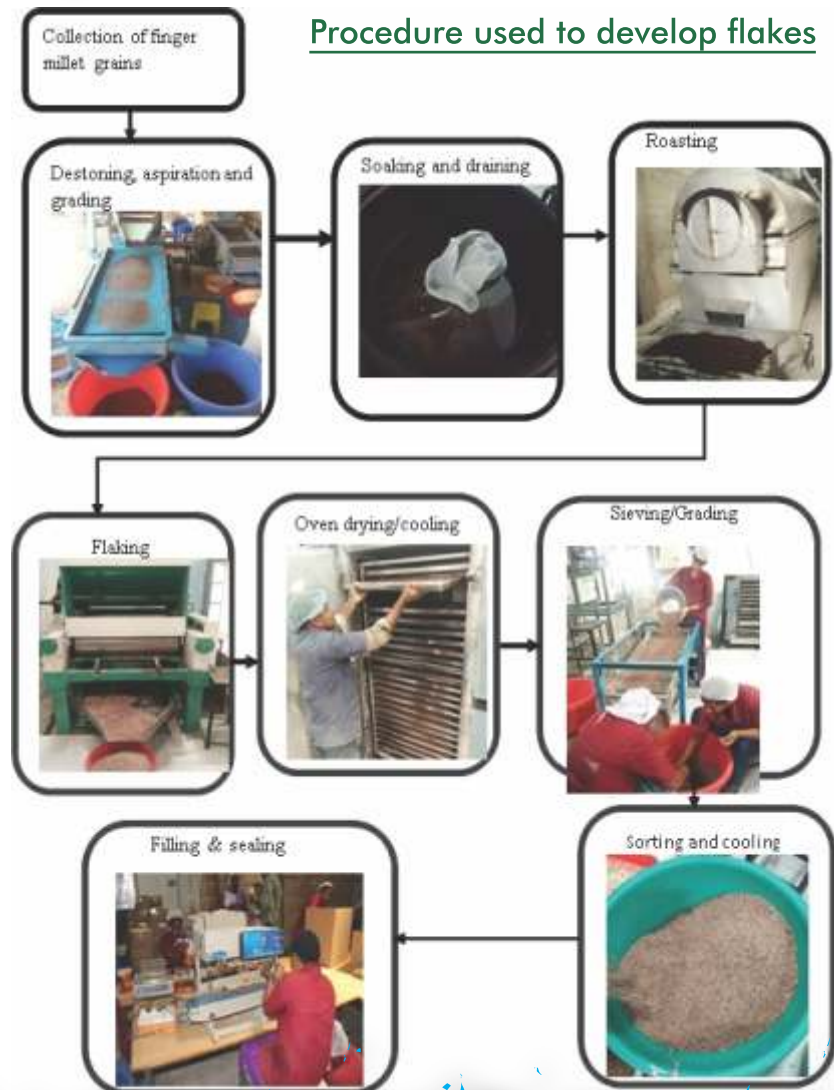 Procedure used to develop flakes
Collection of finger
millet grains
Destoning, aspiration and
grading
Soaking and draining
Roasting
Flaking
Oven drying/cooling
Sieving/Grading
Sorting and cooling
Filling & sealing